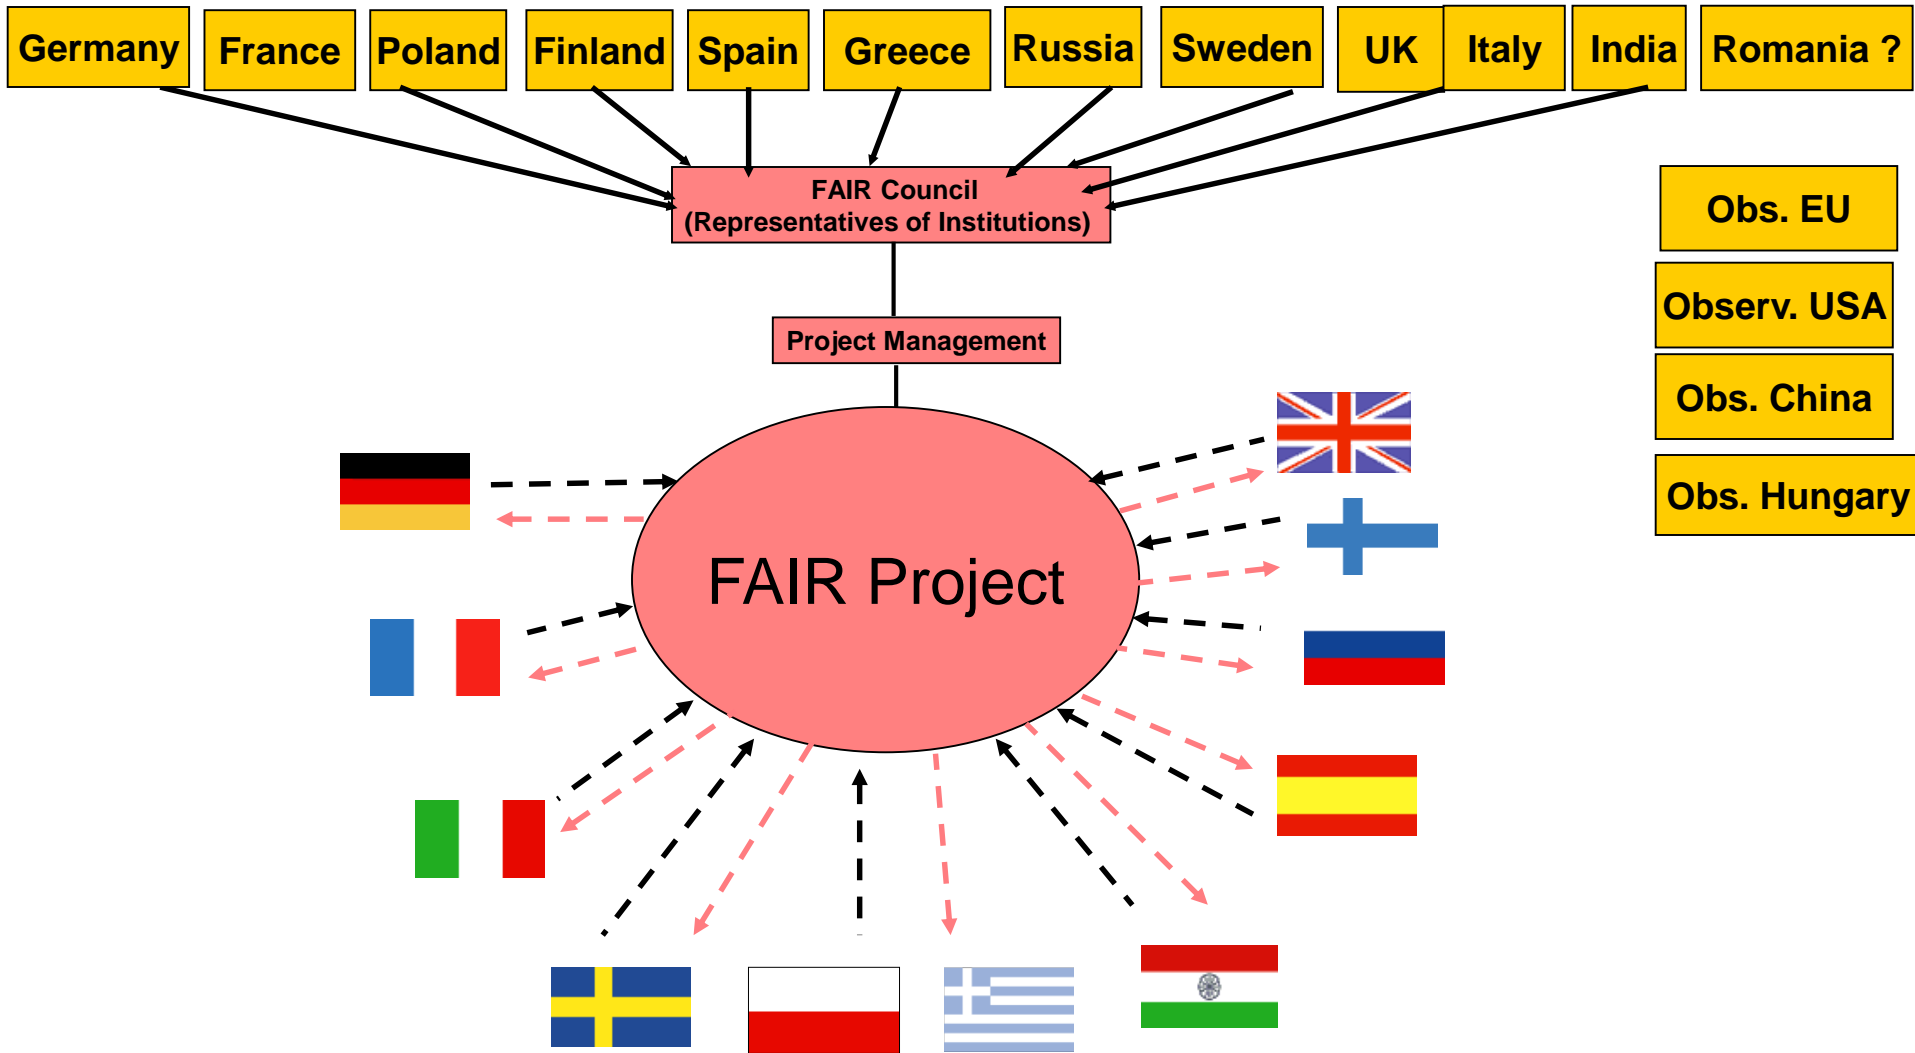 Germany
France
Poland
Finland
Spain
Greece
Russia
Sweden
UK
Italy
India
Romania ?
FAIR Council
(Representatives of Institutions)
Obs. EU
Observ. USA
Project Management
Obs. China
Obs. Hungary
FAIR Project